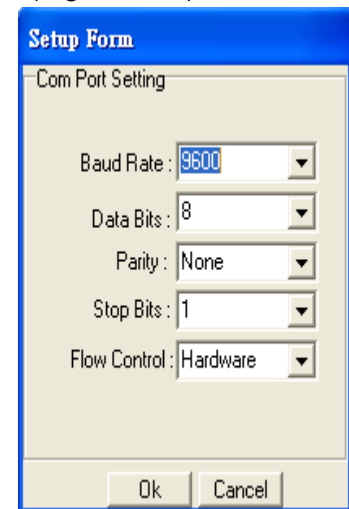 Setup Form
Com Port Setting
Baud Rate : 9600
Data Bits : 8
Parity : None
Stop Bits : 1
Flow Control : Hardware
Ok Cancel